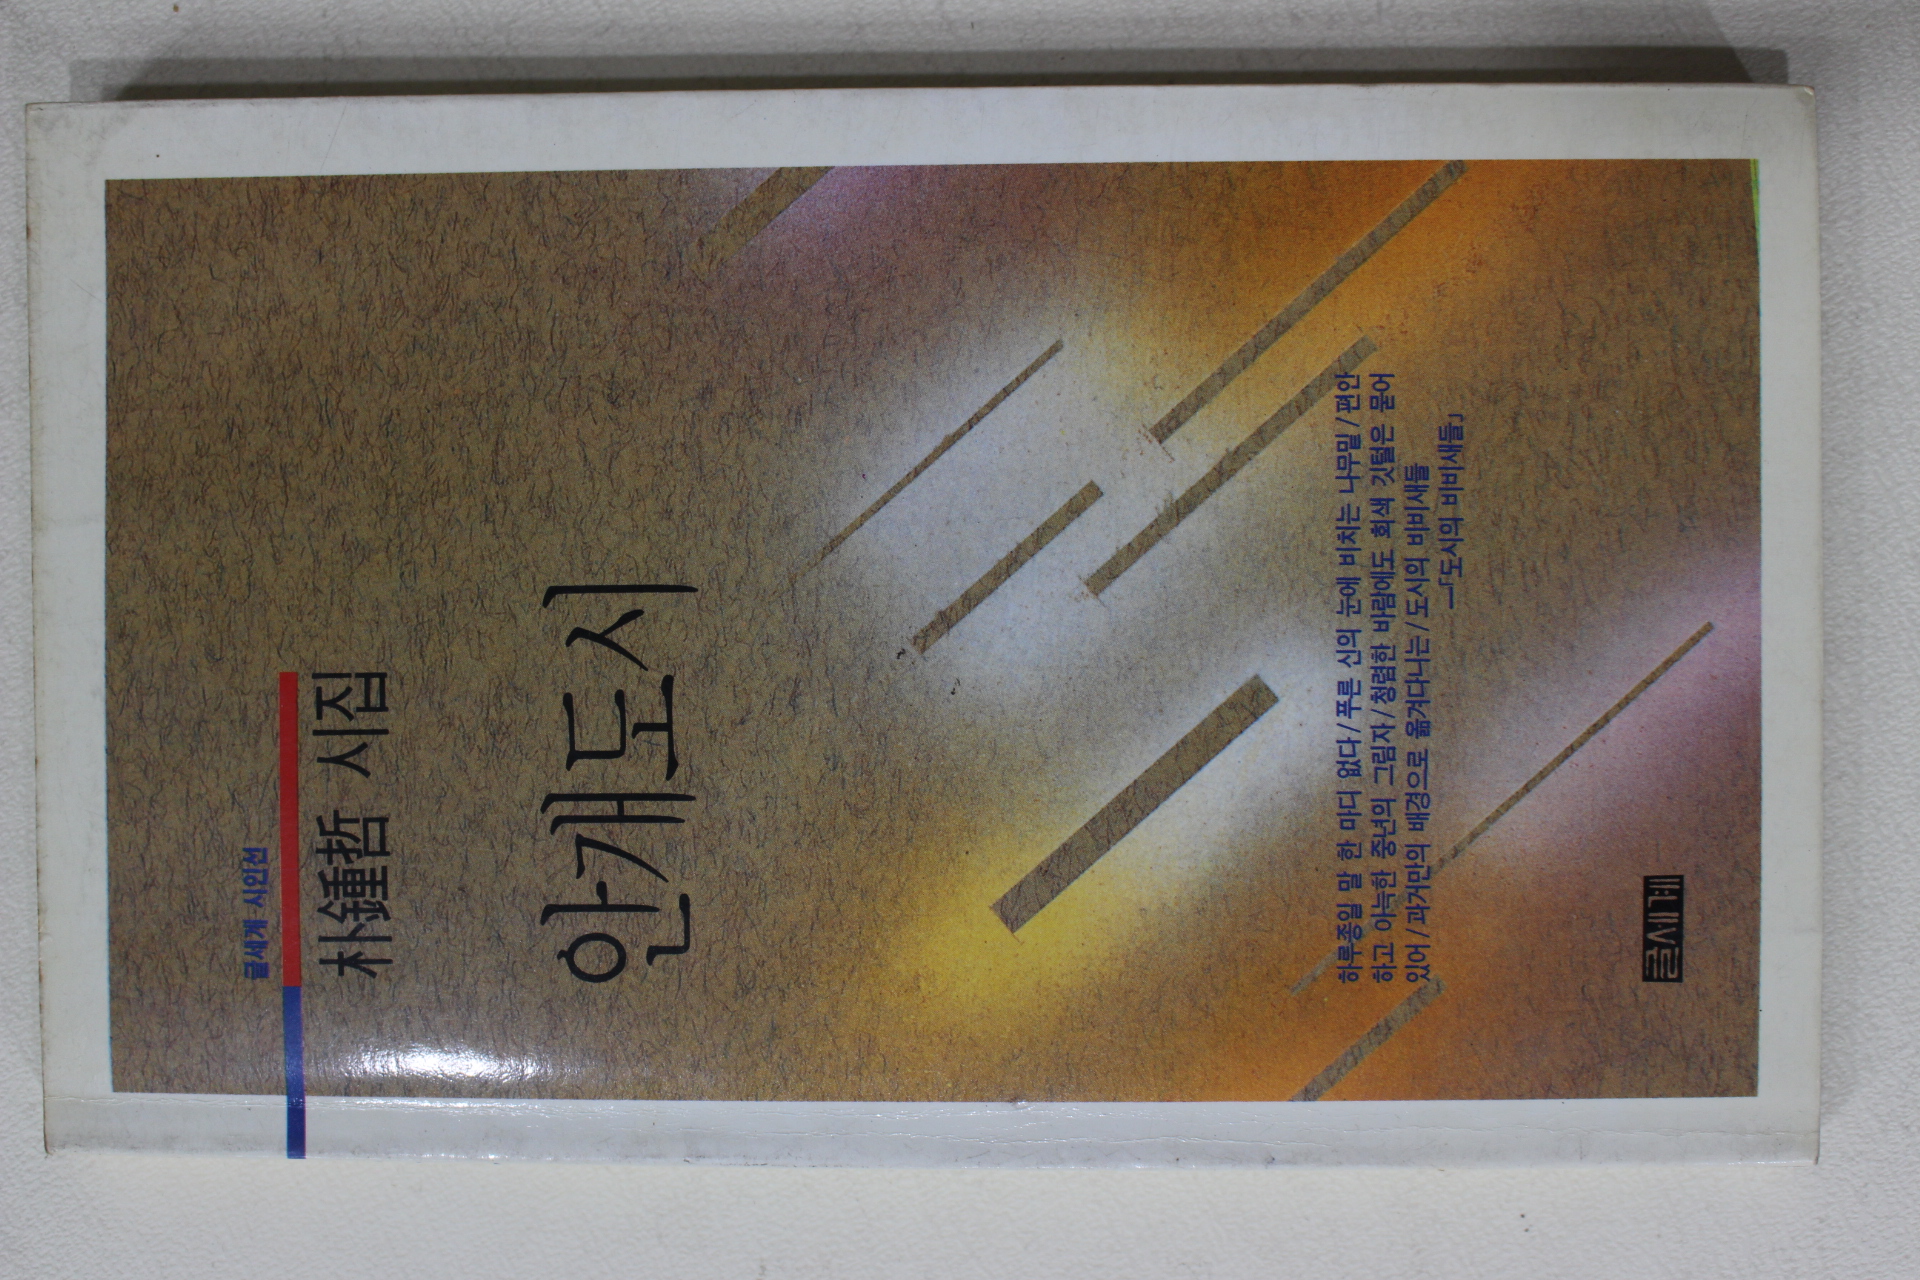 글세계 시인선
朴鍾哲 시집
안개도시
하루종일 말 한 마디 없다/푸른 신의 눈에 비치는 나무밑/편안
하고 아늑한 중년의 그림자/청렴한 바람에도 회색 깃털은 묻어
있어/과거만의 배경으로 옮겨다니는/도시의 비비새들
—「도시의 비비새들」
글세계